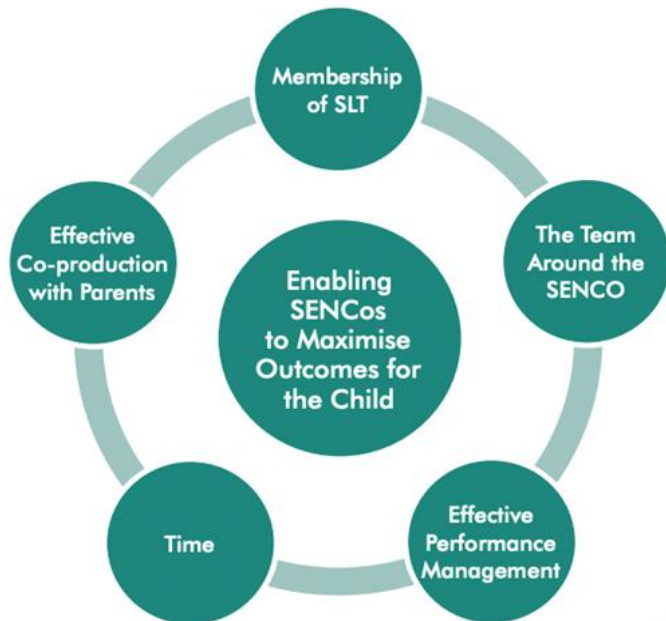 Membership
of SLT
The Team
Around the
SENCO
Effective
Performance
Management
Time
Effective
Co-production
with Parents
Enabling
SENCos
to Maximise
Outcomes for
the Child